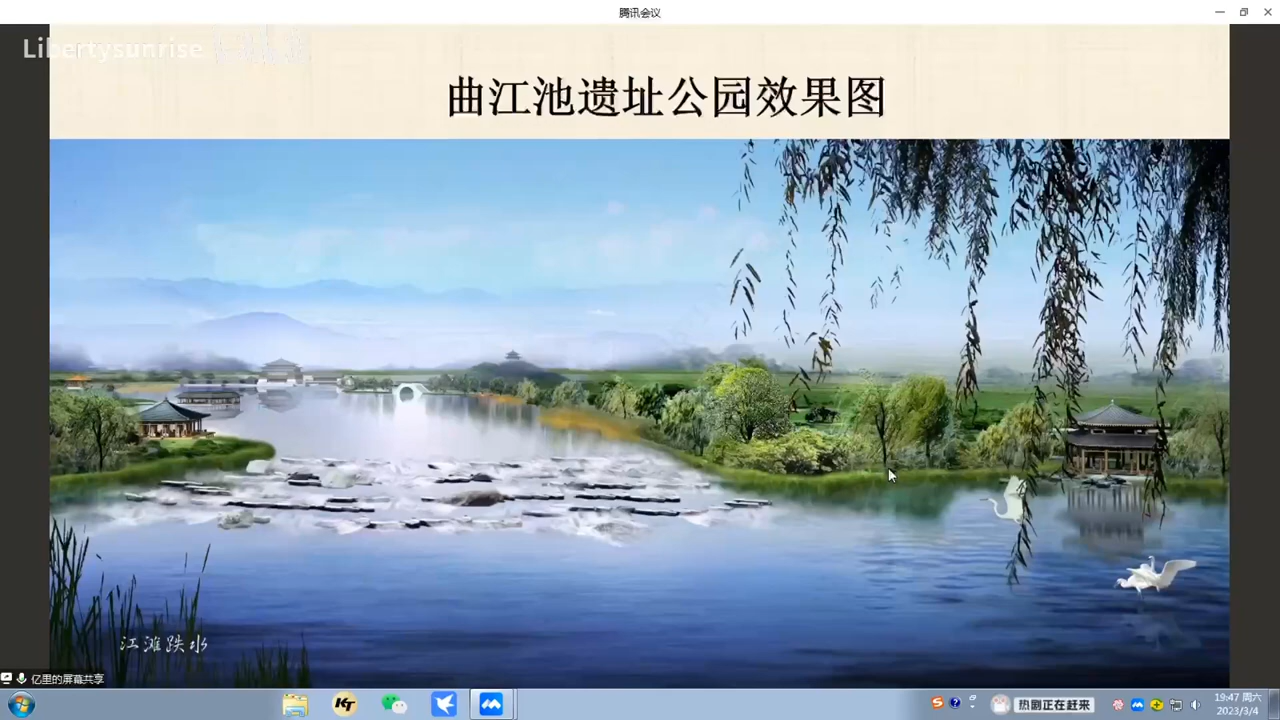 腾讯会议
Libertysunrise
曲江池遗址公园效果图
江滩跌水
亿里的屏幕共享
KT
热剧正在赶来
19:47 周六
2023/3/4